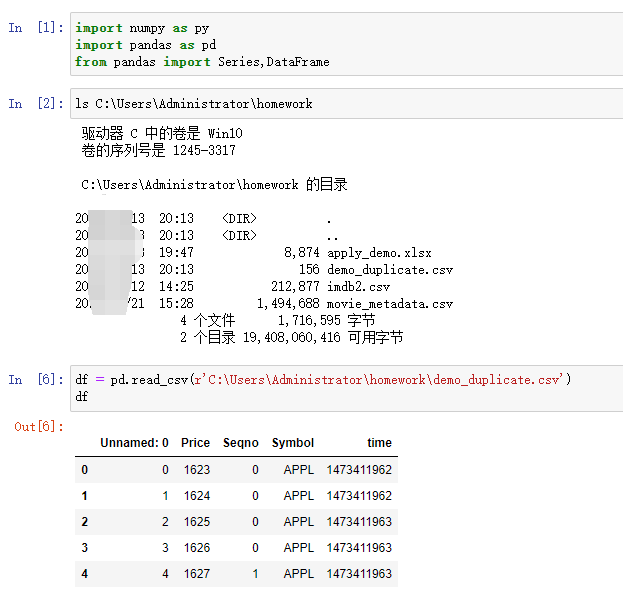 In [1]: import numpy as py
import pandas as pd
from pandas import Series,DataFrame
In [2]: ls C:\Users\Administrator\homework
驱动器 C 中的卷是 Win10
卷的序列号是 1245-3317
C:\Users\Administrator\homework 的目录
20 13 20:13 <DIR> .
20 20:13 <DIR> ..
20 19:47 8,874 apply_demo.xlsx
20 13 20:13 156 demo_duplicate.csv
20 12 14:25 212,877 imdb2.csv
20 /21 15:28 1,494,688 movie_metadata.csv
4 个文件 1,716,595 字节
2 个目录 19,408,060,416 可用字节
In [6]: df = pd.read_csv(r'C:\Users\Administrator\homework\demo_duplicate.csv')
df
Out[6]:
Unnamed: 0 Price Seqno Symbol time
0 0 1623 0 APPL 1473411962
1 1 1624 0 APPL 1473411962
2 2 1625 0 APPL 1473411963
3 3 1626 0 APPL 1473411963
4 4 1627 1 APPL 1473411963